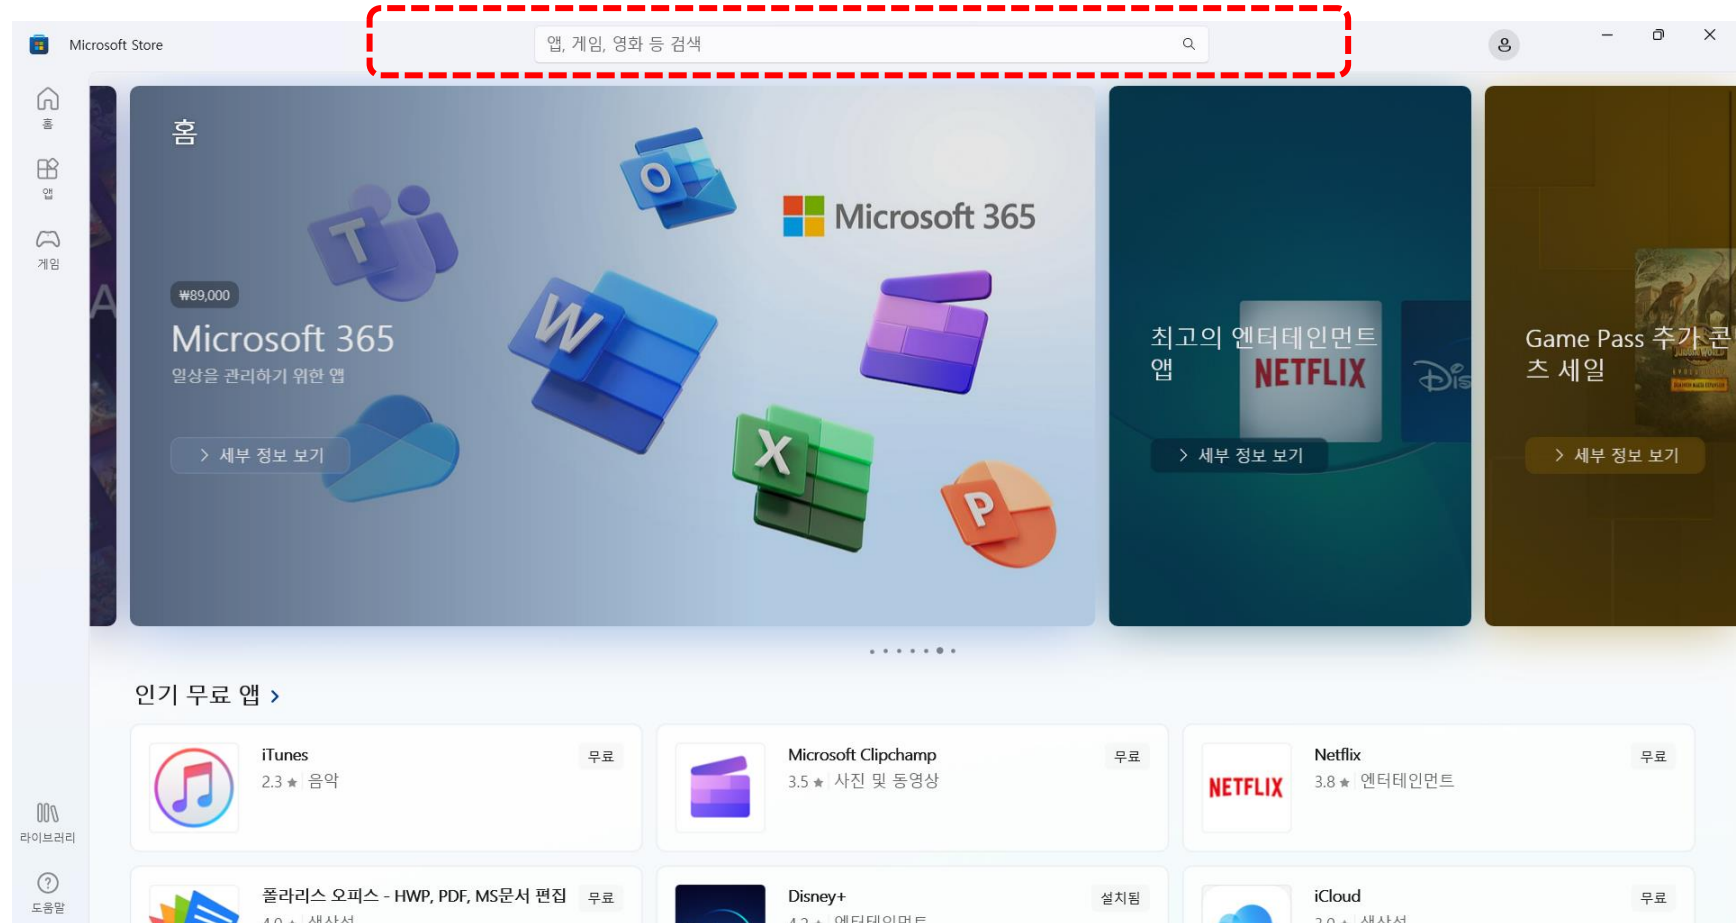 Microsoft Store
앱, 게임, 영화 등 검색
홈
앱
게임
라이브러리
도움말
홈
Microsoft 365
₩89,000
Microsoft 365
일상을 관리하기 위한 앱
세부 정보 보기
최고의 엔터테인먼트
앱
NETFLIX
세부 정보 보기
Game Pass 추가 콘
츠 세일
세부 정보 보기
인기 무료 앱
iTunes
무료
2.3 ★ 음악
Microsoft Clipchamp
무료
3.5 ★ 사진 및 동영상
NETFLIX
Netflix
무료
3.8 ★ 엔터테인먼트
폴라리스 오피스 - HWP, PDF, MS문서 편집
무료
Disney+
설치됨
iCloud
무료